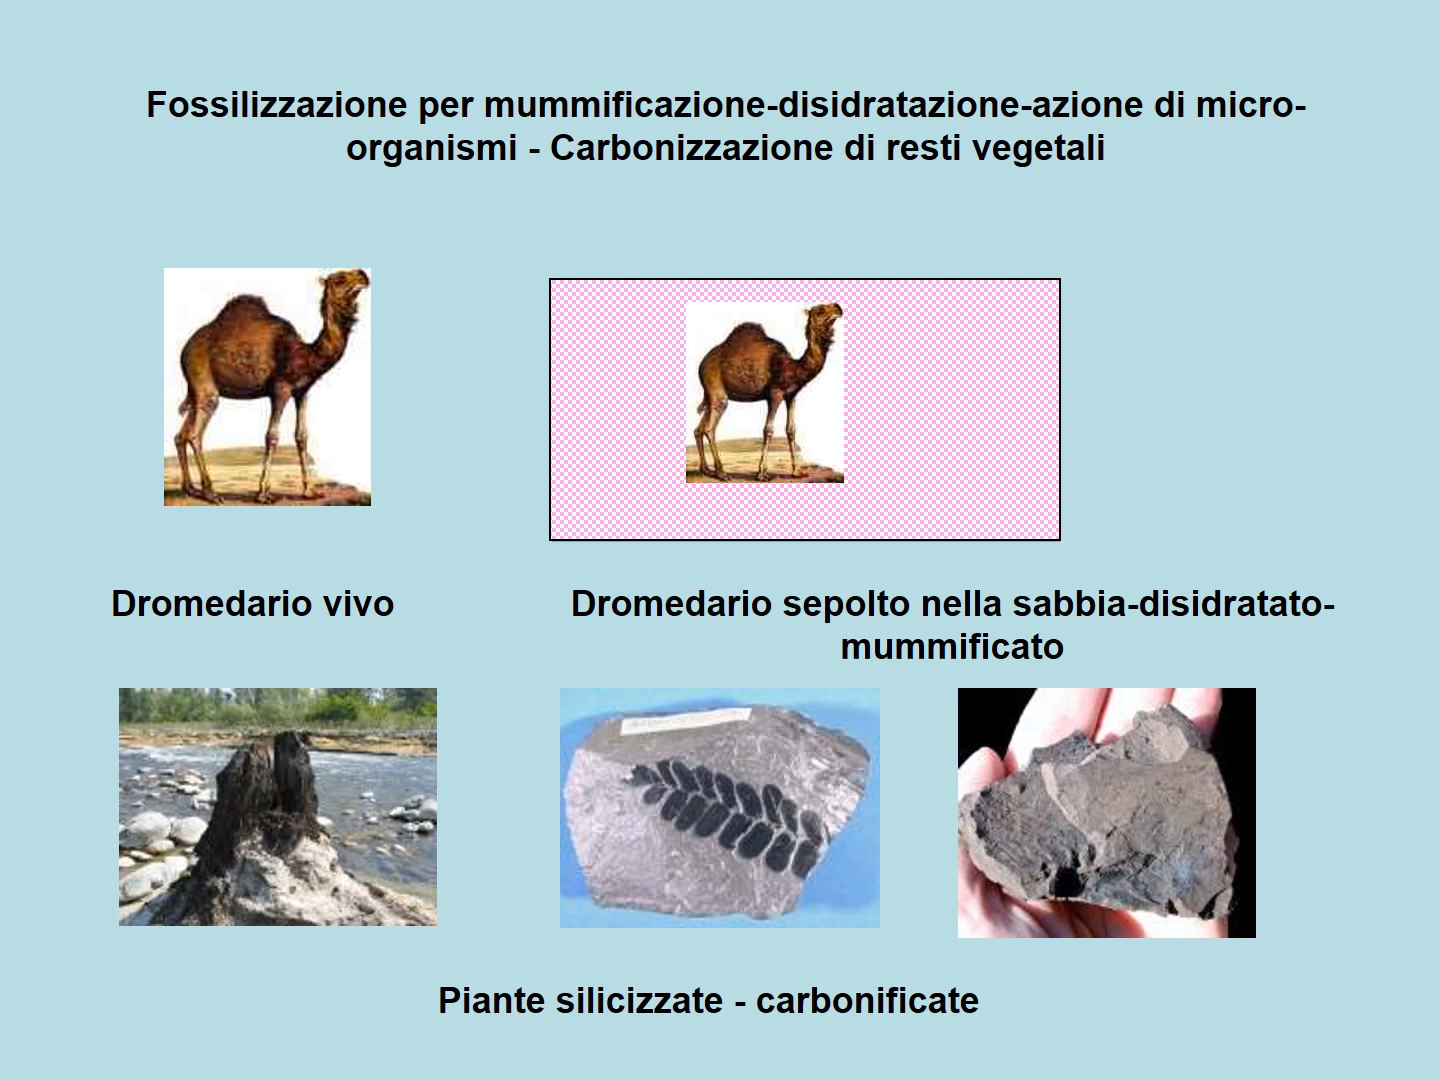 Fossilizzazione per mummificazione-disidratazione-azione di micro-
organismi - Carbonizzazione di resti vegetali
Dromedario vivo
Dromedario sepolto nella sabbia-disidratato-
mummificato
Piante silicizzate - carbonificate